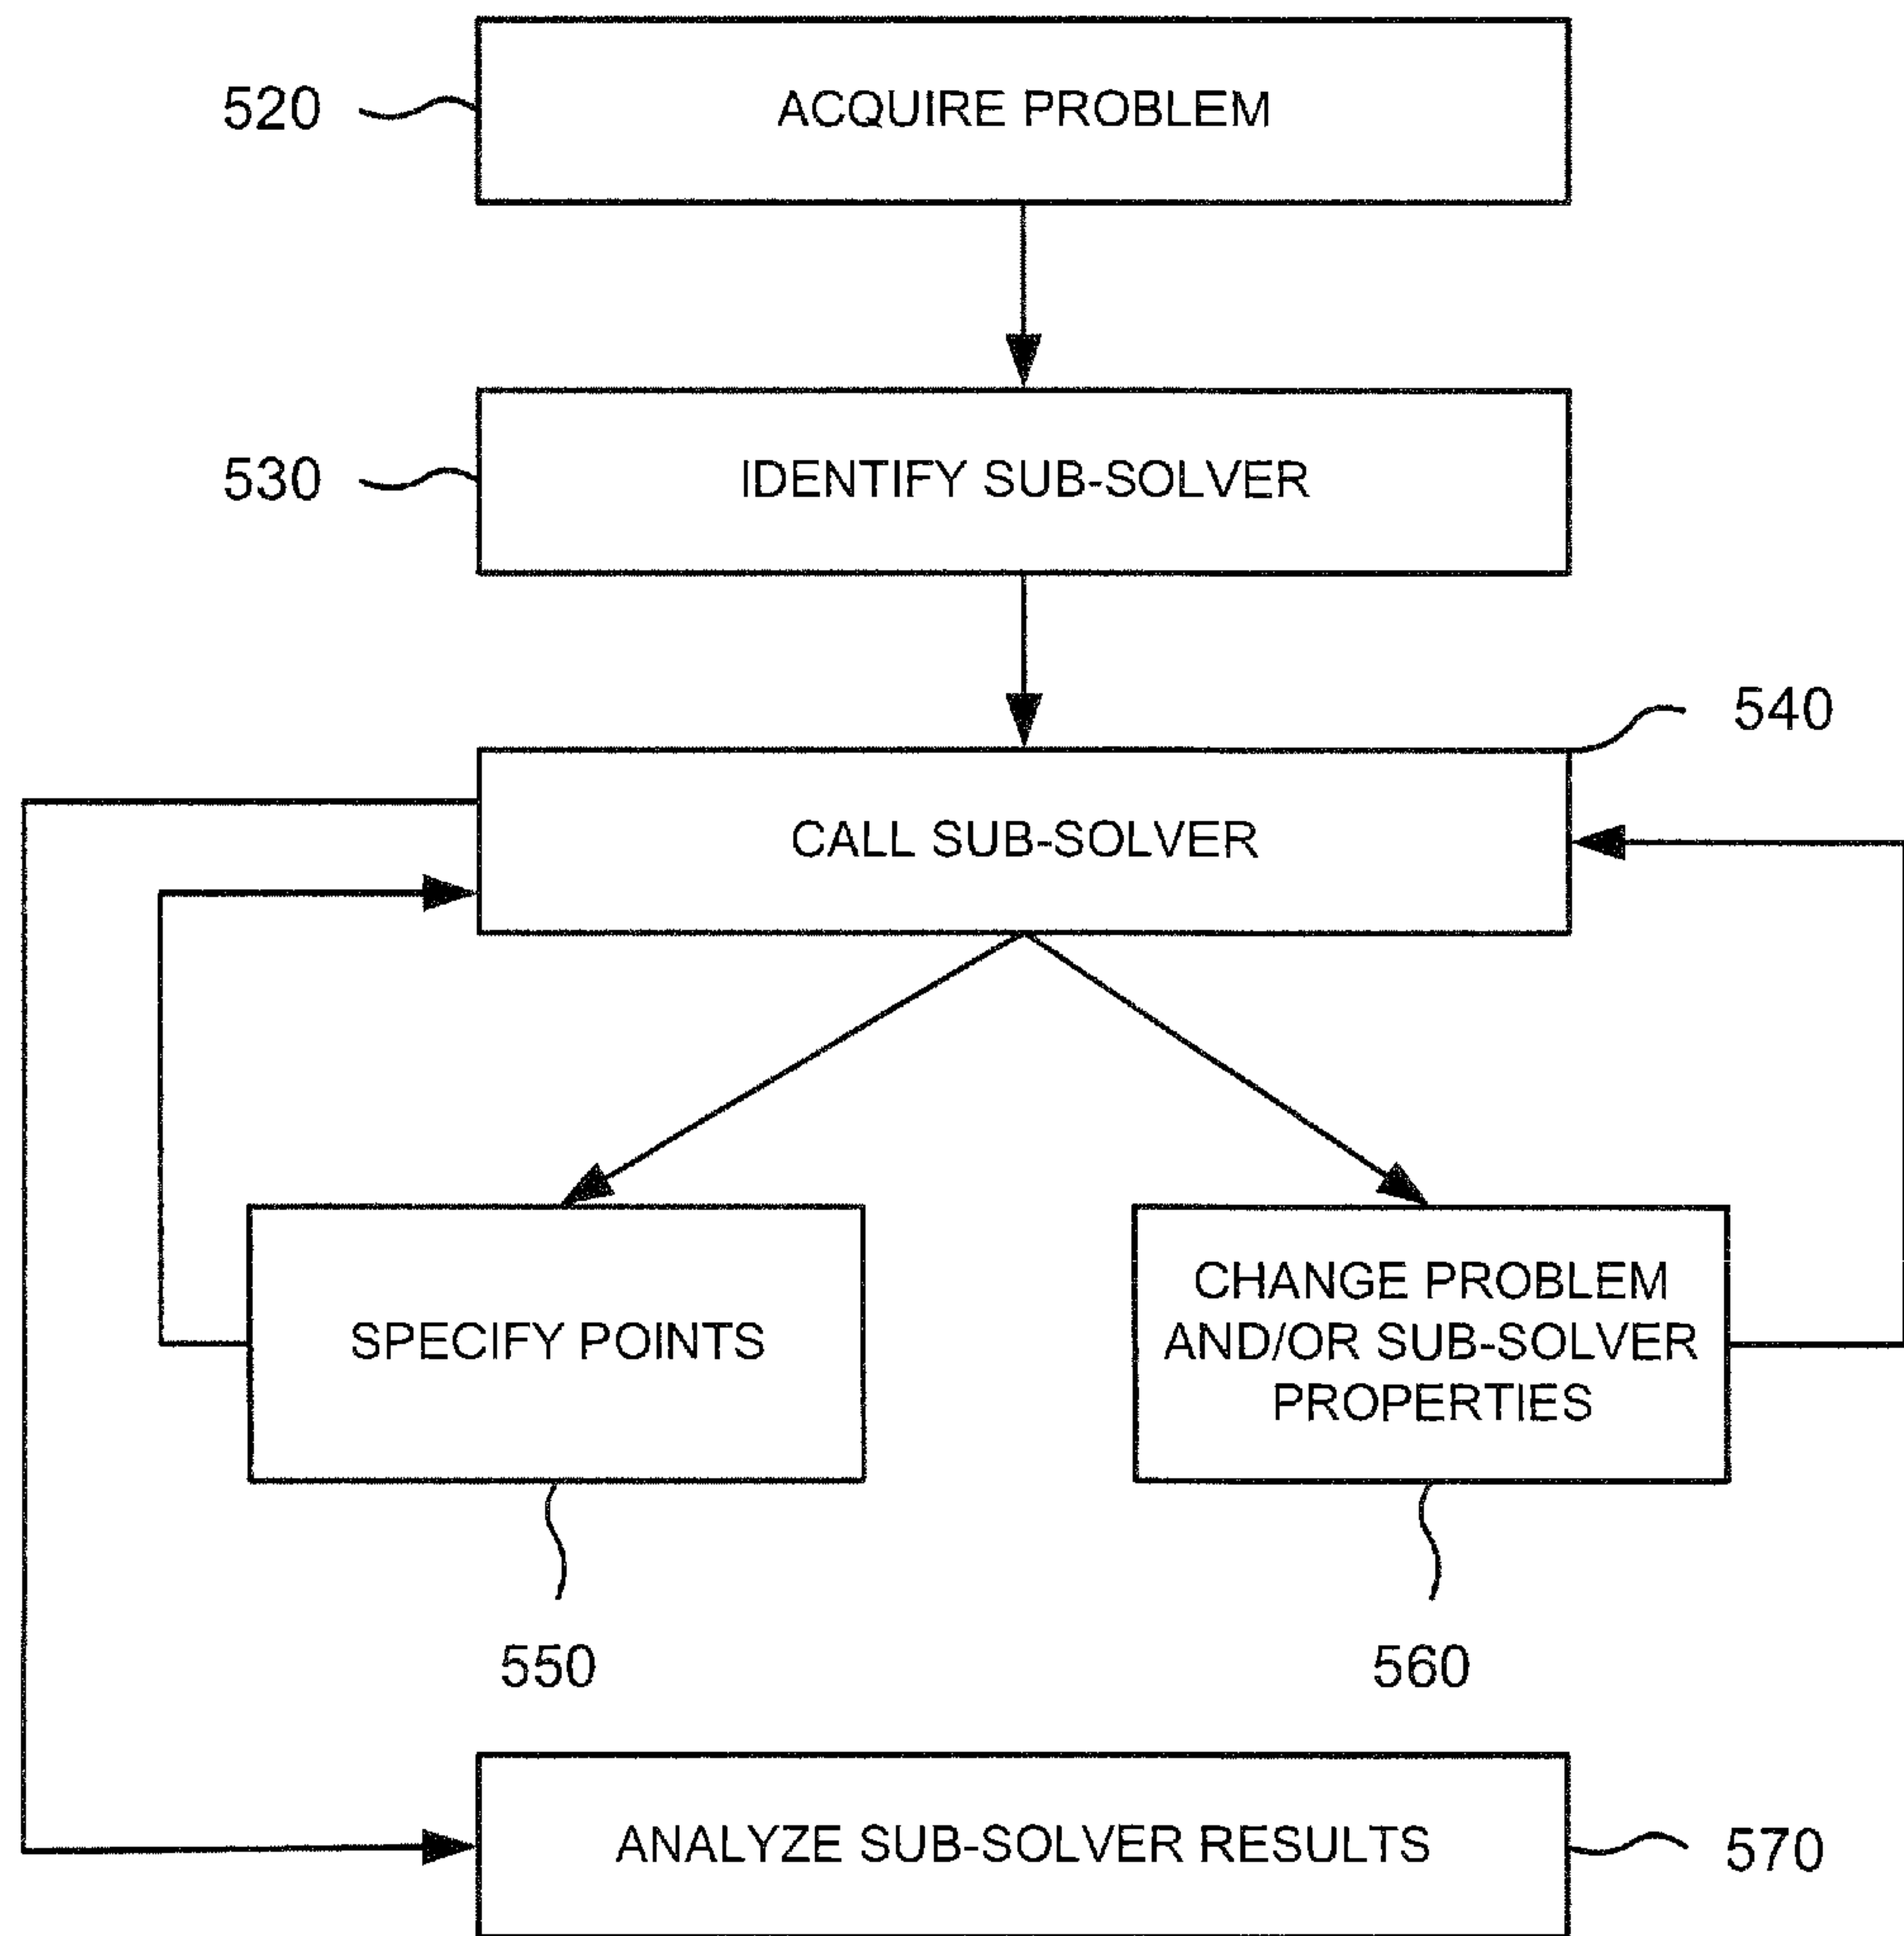 520
ACQUIRE PROBLEM
530
IDENTIFY SUB-SOLVER
540
CALL SUB-SOLVER
SPECIFY POINTS
CHANGE PROBLEM
AND/OR SUB-SOLVER
PROPERTIES
550
560
ANALYZE SUB-SOLVER RESULTS
570